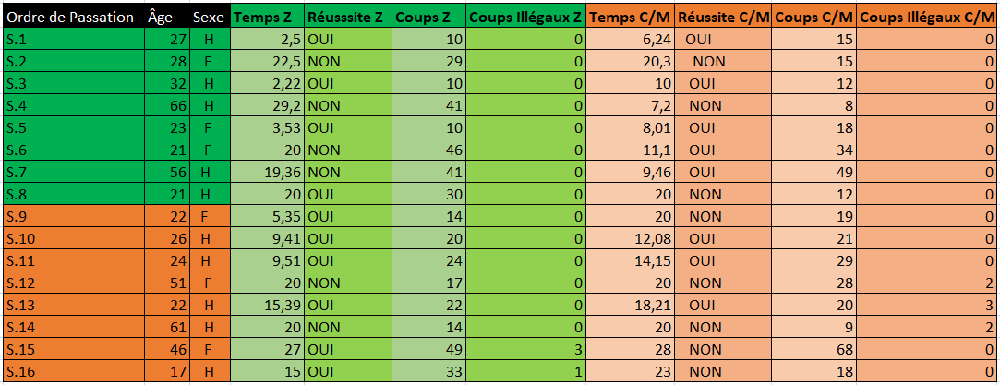 Ordre de Passation Âge Sexe Temps Z Réusssite Z Coups Z Coups Illégaux Z Temps C/M Réussite C/M Coups C/M Coups Illégaux C/M
S.1 27 H 2,5 OUI 10 0 6,24 OUI 15 0
S.2 28 F 22,5 NON 29 0 20,3 NON 15 0
S.3 32 H 2,22 OUI 10 0 10 OUI 12 0
S.4 66 H 29,2 NON 41 0 7,2 NON 8 0
S.5 23 F 3,53 OUI 10 0 8,01 OUI 18 0
S.6 21 F 20 NON 46 0 11,1 OUI 34 0
S.7 56 H 19,36 NON 41 0 9,46 OUI 49 0
S.8 21 H 20 OUI 30 0 20 NON 12 0
S.9 22 F 5,35 OUI 14 0 20 NON 19 0
S.10 26 H 9,41 OUI 20 0 12,08 OUI 21 0
S.11 24 H 9,51 OUI 24 0 14,15 OUI 29 0
S.12 51 F 20 NON 17 0 20 NON 28 2
S.13 22 H 15,39 OUI 22 0 18,21 OUI 20 3
S.14 61 H 20 NON 14 0 20 NON 9 2
S.15 46 F 27 OUI 49 3 28 NON 68 0
S.16 17 H 15 OUI 33 1 23 NON 18 0